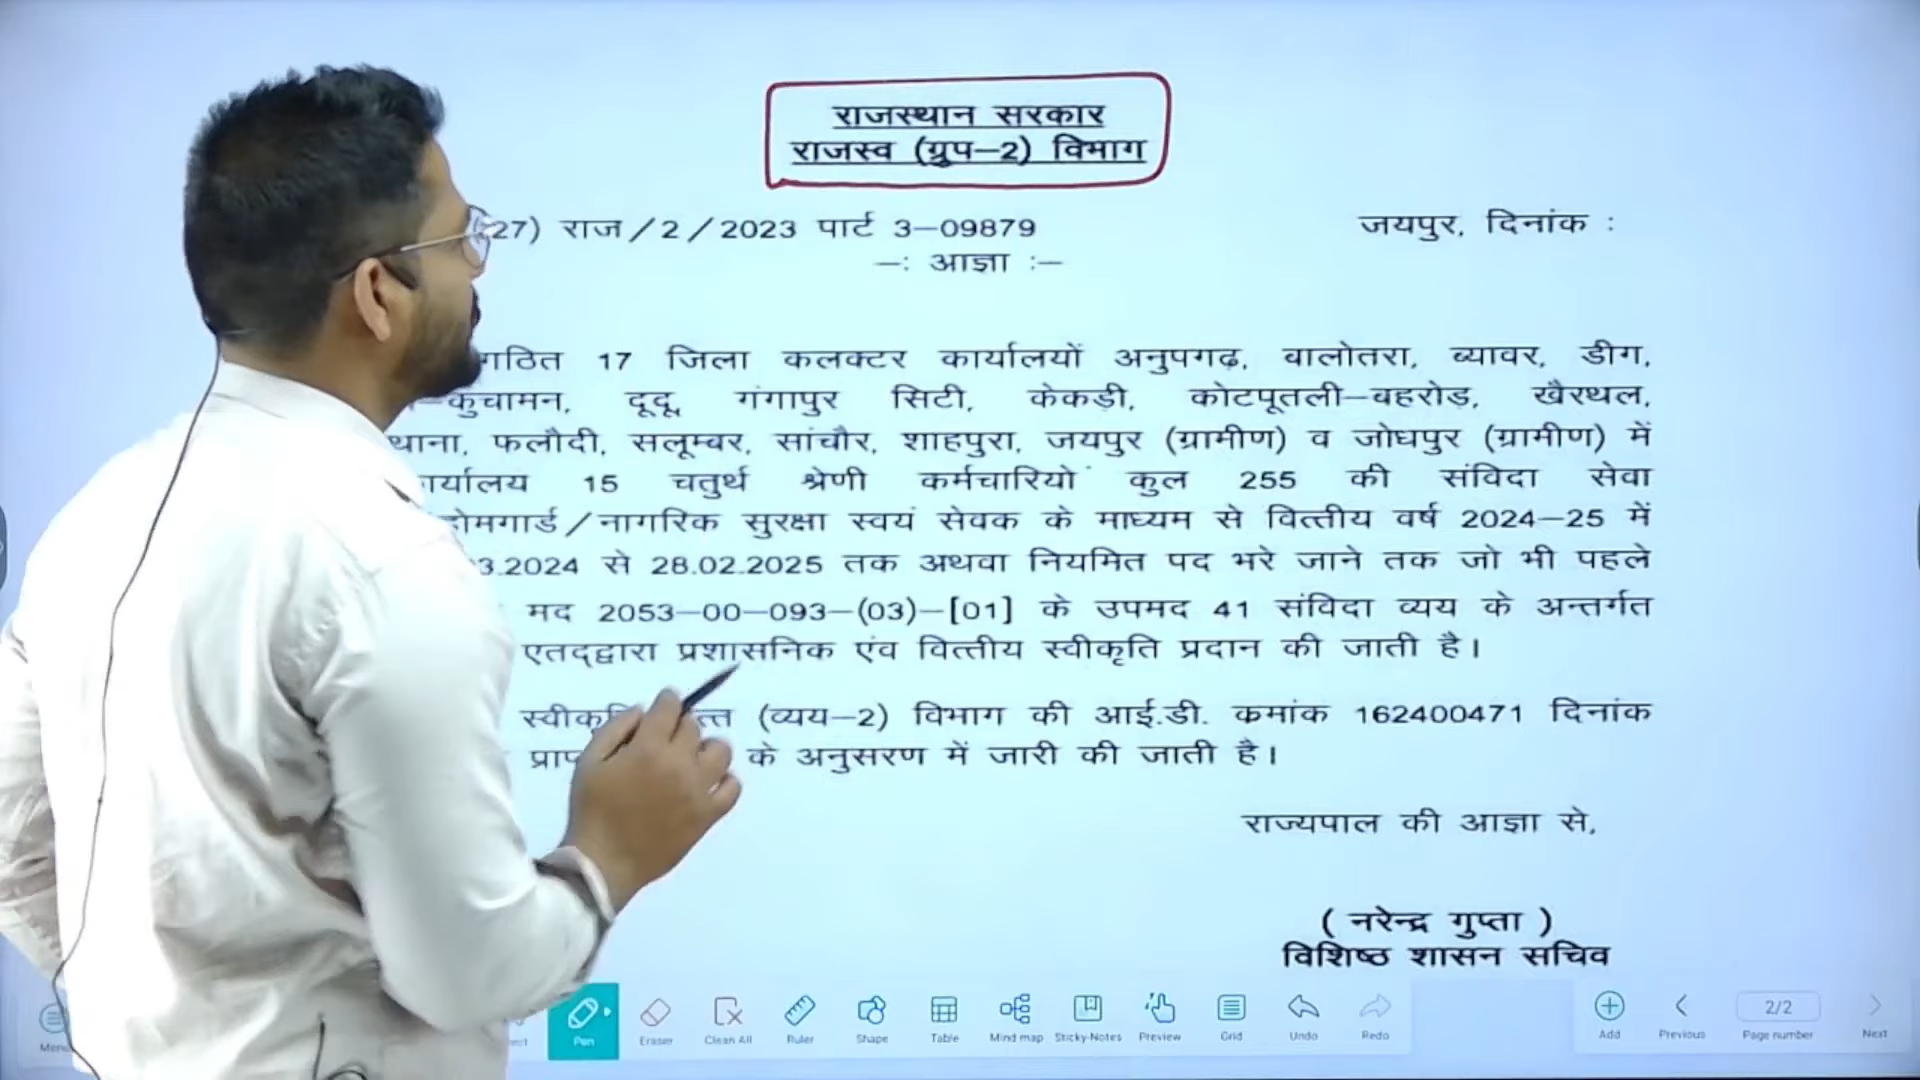 राजस्थान सरकार
राजस्व (ग्रुप–2) विभाग
27) राज/2/2023 पार्ट 3–09879
जयपुर, दिनांक :
–: आज्ञा :–
17 जिला कलक्टर कार्यालयों अनुपगढ़, बालोतरा, ब्यावर, डीग,
कुचामन, दूदू, गंगापुर सिटी, केकड़ी, कोटपूतली–बहरोड़, खैरथल,
थाना, फलौदी, सलूम्बर, सांचौर, शाहपुरा, जयपुर (ग्रामीण) व जोधपुर (ग्रामीण) में
15 चतुर्थ श्रेणी कर्मचारियों कुल 255 की संविदा सेवा
होमगार्ड/नागरिक सुरक्षा स्वयं सेवक के माध्यम से वित्तीय वर्ष 2024–25 में
3.2024 से 28.02.2025 तक अथवा नियमित पद भरे जाने तक जो भी पहले
मद 2053–00–093–(03)–[01] के उपमद 41 संविदा व्यय के अन्तर्गत
एतद्द्वारा प्रशासनिक एंव वित्तीय स्वीकृति प्रदान की जाती है।
(व्यय–2) विभाग की आई.डी. कमांक 162400471 दिनांक
के अनुसरण में जारी की जाती है।
राज्यपाल की आज्ञा से,
( नरेन्द्र गुप्ता )
विशिष्ठ शासन सचिव
Menu Pen Eraser Clean All Ruler Shape Table Mind map Sticky-Notes Preview Grid Undo Redo Add Previous 2/2 Page number Next